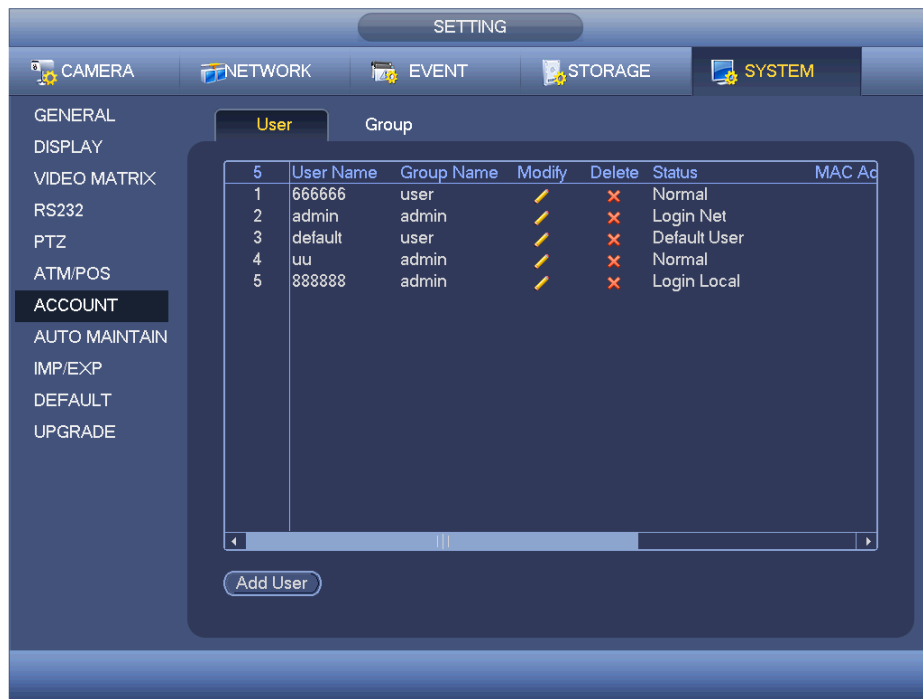 SETTING
CAMERA NETWORK EVENT STORAGE SYSTEM
GENERAL
DISPLAY
VIDEO MATRIX
RS232
PTZ
ATM/POS
ACCOUNT
AUTO MAINTAIN
IMP/EXP
DEFAULT
UPGRADE
User Group
5 User Name Group Name Modify Delete Status MAC Ad
1 666666 user Normal
2 admin admin Login Net
3 default user Default User
4 uu admin Normal
5 888888 admin Login Local
Add User